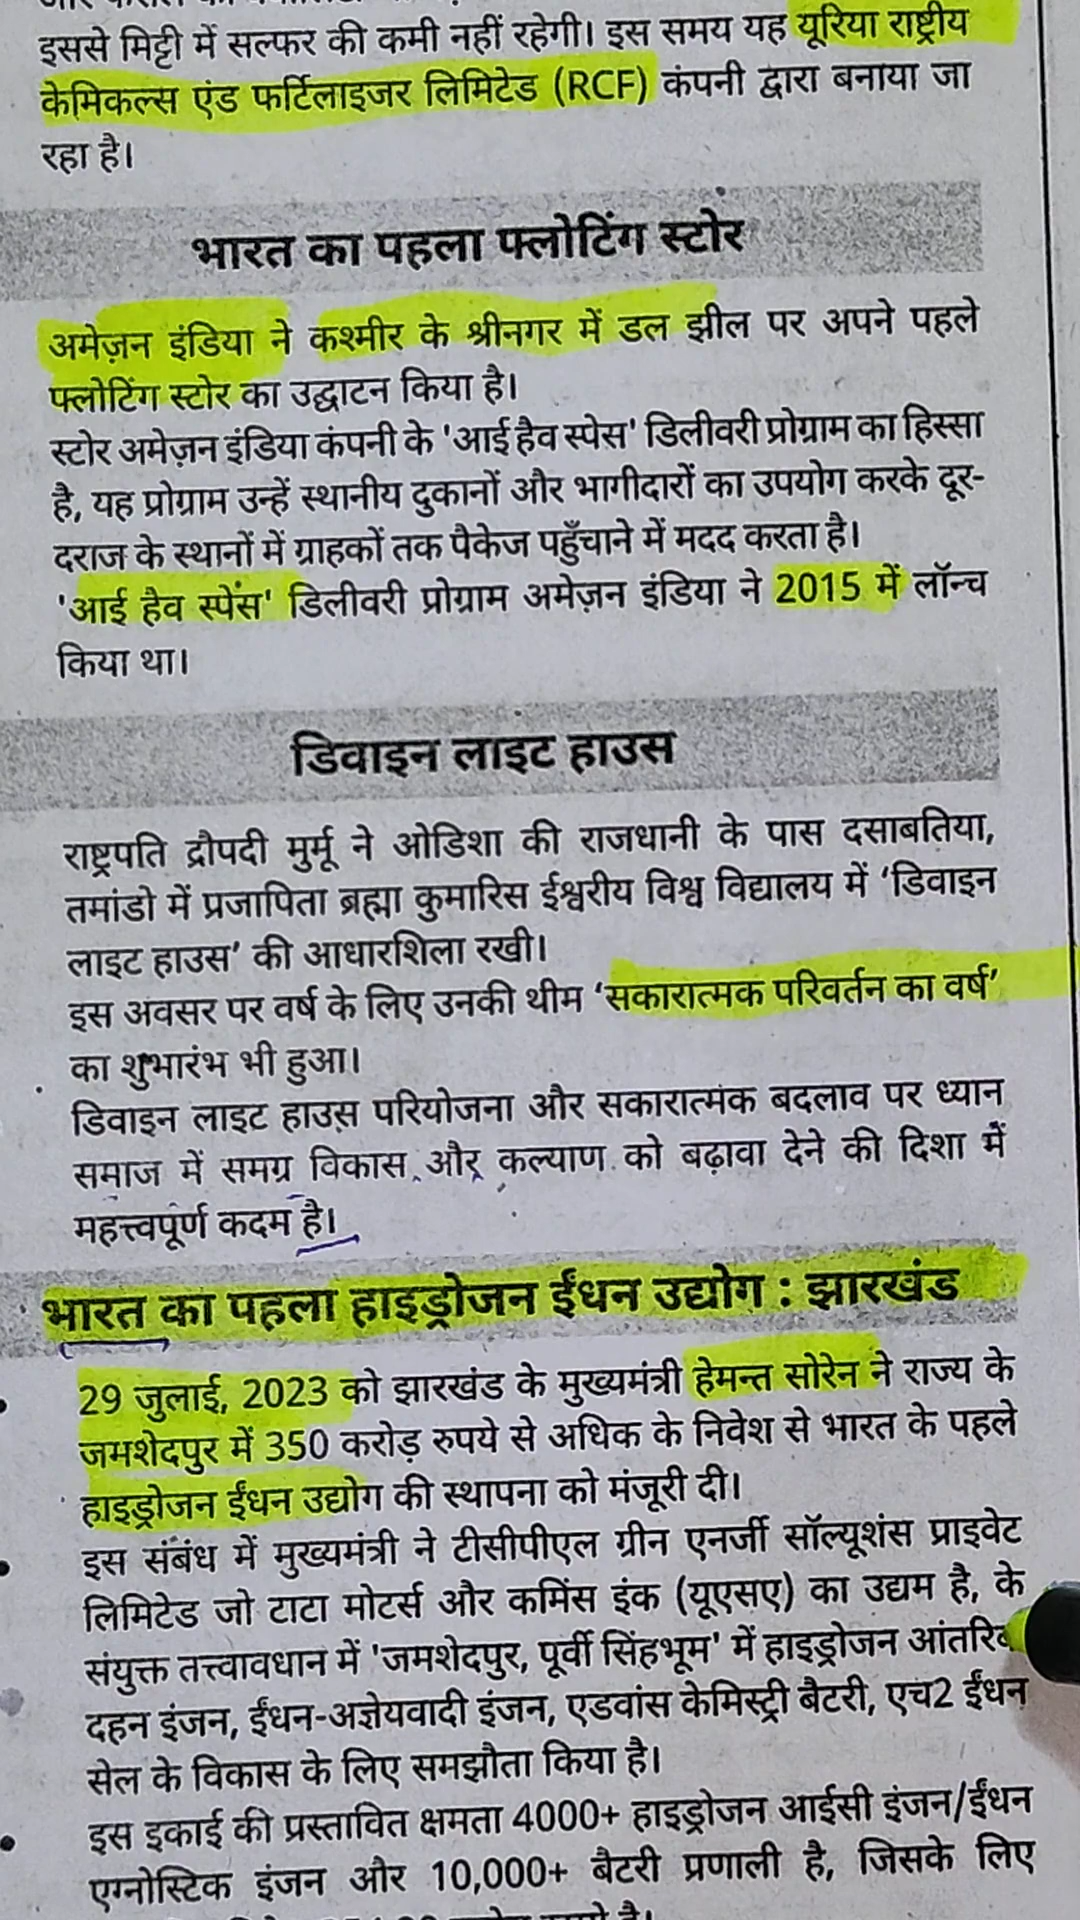 इससे मिट्टी में सल्फर की कमी नहीं रहेगी। इस समय यह यूरिया राष्ट्रीय
केमिकल्स एंड फर्टिलाइजर लिमिटेड (RCF) कंपनी द्वारा बनाया जा
रहा है।
भारत का पहला फ्लोटिंग स्टोर
अमेज़न इंडिया ने कश्मीर के श्रीनगर में डल झील पर अपने पहले
फ्लोटिंग स्टोर का उद्घाटन किया है।
स्टोर अमेज़न इंडिया कंपनी के 'आई हैव स्पेस' डिलीवरी प्रोग्राम का हिस्सा
है, यह प्रोग्राम उन्हें स्थानीय दुकानों और भागीदारों का उपयोग करके दूर-
दराज के स्थानों में ग्राहकों तक पैकेज पहुँचाने में मदद करता है।
'आई हैव स्पेस' डिलीवरी प्रोग्राम अमेज़न इंडिया ने 2015 में लॉन्च
किया था।
डिवाइन लाइट हाउस
राष्ट्रपति द्रौपदी मुर्मू ने ओडिशा की राजधानी के पास दसाबतिया,
तमांडो में प्रजापिता ब्रह्मा कुमारिस ईश्वरीय विश्व विद्यालय में ‘डिवाइन
लाइट हाउस’ की आधारशिला रखी।
इस अवसर पर वर्ष के लिए उनकी थीम ‘सकारात्मक परिवर्तन का वर्ष’
का शुभारंभ भी हुआ।
डिवाइन लाइट हाउस परियोजना और सकारात्मक बदलाव पर ध्यान
समाज में समग्र विकास और कल्याण को बढ़ावा देने की दिशा में
महत्त्वपूर्ण कदम है।
भारत का पहला हाइड्रोजन ईंधन उद्योग : झारखंड
29 जुलाई, 2023 को झारखंड के मुख्यमंत्री हेमन्त सोरेन ने राज्य के
जमशेदपुर में 350 करोड़ रुपये से अधिक के निवेश से भारत के पहले
हाइड्रोजन ईंधन उद्योग की स्थापना को मंजूरी दी।
इस संबंध में मुख्यमंत्री ने टीसीपीएल ग्रीन एनर्जी सॉल्यूशंस प्राइवेट
लिमिटेड जो टाटा मोटर्स और कमिंस इंक (यूएसए) का उद्यम है, के
संयुक्त तत्त्वावधान में 'जमशेदपुर, पूर्वी सिंहभूम' में हाइड्रोजन
दहन इंजन, ईंधन-अज्ञेयवादी इंजन, एडवांस केमिस्ट्री बैटरी, एच2 ईंधन
सेल के विकास के लिए समझौता किया है।
इस इकाई की प्रस्तावित क्षमता 4000+ हाइड्रोजन आईसी इंजन/ईंधन
एग्नोस्टिक इंजन और 10,000+ बैटरी प्रणाली है, जिसके लिए